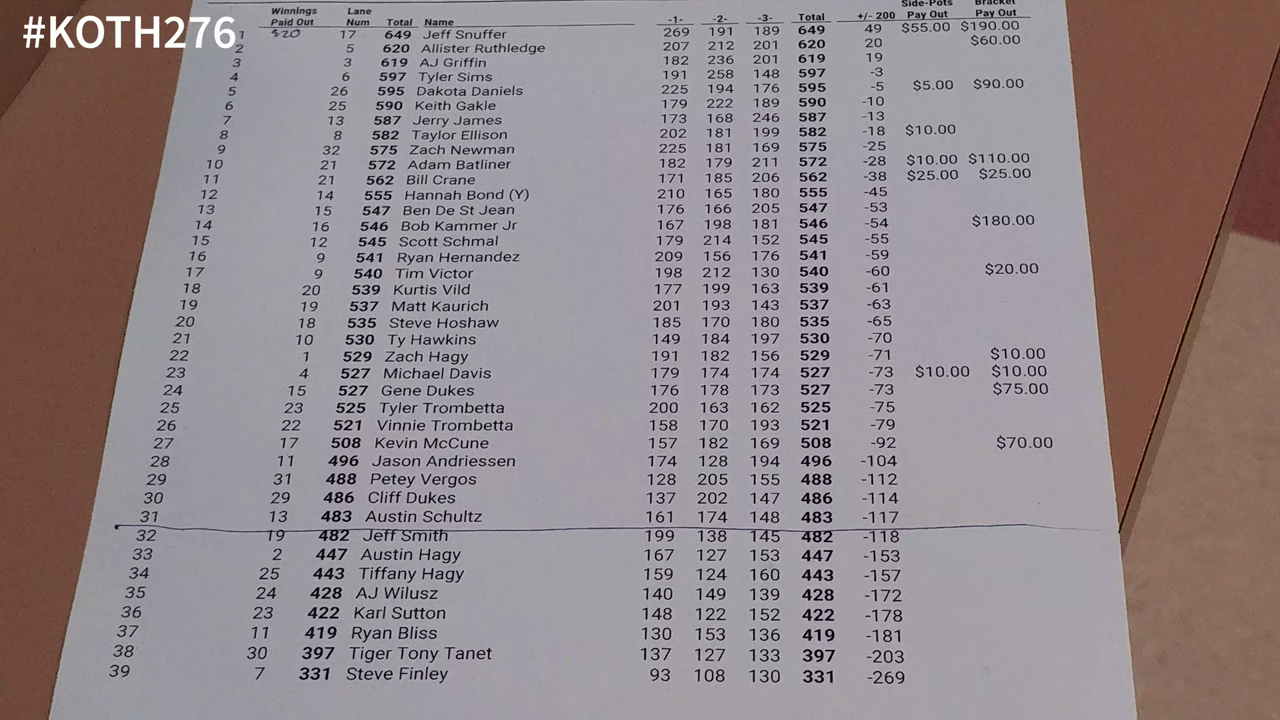 #KOTH276
Winnings Lane Side-Pots Bracket
Paid Out Num Total Name -1- -2- -3- Total +/- 200 Pay Out Pay Out
1 $20 17 649 Jeff Snuffer 269 191 189 649 49 $55.00 $190.00
2 5 620 Allister Ruthledge 207 212 201 620 20 $60.00
3 3 619 AJ Griffin 182 236 201 619 19
4 6 597 Tyler Sims 191 258 148 597 -3
5 26 595 Dakota Daniels 225 194 176 595 -5 $5.00 $90.00
6 25 590 Keith Gakle 179 222 189 590 -10
7 13 587 Jerry James 173 168 246 587 -13
8 8 582 Taylor Ellison 202 181 199 582 -18 $10.00
9 32 575 Zach Newman 225 181 169 575 -25
10 21 572 Adam Batliner 182 179 211 572 -28 $10.00 $110.00
11 21 562 Bill Crane 171 185 206 562 -38 $25.00 $25.00
12 14 555 Hannah Bond (Y) 210 165 180 555 -45
13 15 547 Ben De St Jean 176 166 205 547 -53
14 16 546 Bob Kammer Jr 167 198 181 546 -54 $180.00
15 12 545 Scott Schmal 179 214 152 545 -55
16 9 541 Ryan Hernandez 209 156 176 541 -59
17 9 540 Tim Victor 198 212 130 540 -60 $20.00
18 20 539 Kurtis Vild 177 199 163 539 -61
19 19 537 Matt Kaurich 201 193 143 537 -63
20 18 535 Steve Hoshaw 185 170 180 535 -65
21 10 530 Ty Hawkins 149 184 197 530 -70
22 1 529 Zach Hagy 191 182 156 529 -71 $10.00
23 4 527 Michael Davis 179 174 174 527 -73 $10.00 $10.00
24 15 527 Gene Dukes 176 178 173 527 -73 $75.00
25 23 525 Tyler Trombetta 200 163 162 525 -75
26 22 521 Vinnie Trombetta 158 170 193 521 -79
27 17 508 Kevin McCune 157 182 169 508 -92 $70.00
28 11 496 Jason Andriessen 174 128 194 496 -104
29 31 488 Petey Vergos 128 205 155 488 -112
30 29 486 Cliff Dukes 137 202 147 486 -114
31 13 483 Austin Schultz 161 174 148 483 -117
32 19 482 Jeff Smith 199 138 145 482 -118
33 2 447 Austin Hagy 167 127 153 447 -153
34 25 443 Tiffany Hagy 159 124 160 443 -157
35 24 428 AJ Wilusz 140 149 139 428 -172
36 23 422 Karl Sutton 148 122 152 422 -178
37 11 419 Ryan Bliss 130 153 136 419 -181
38 30 397 Tiger Tony Tanet 137 127 133 397 -203
39 7 331 Steve Finley 93 108 130 331 -269